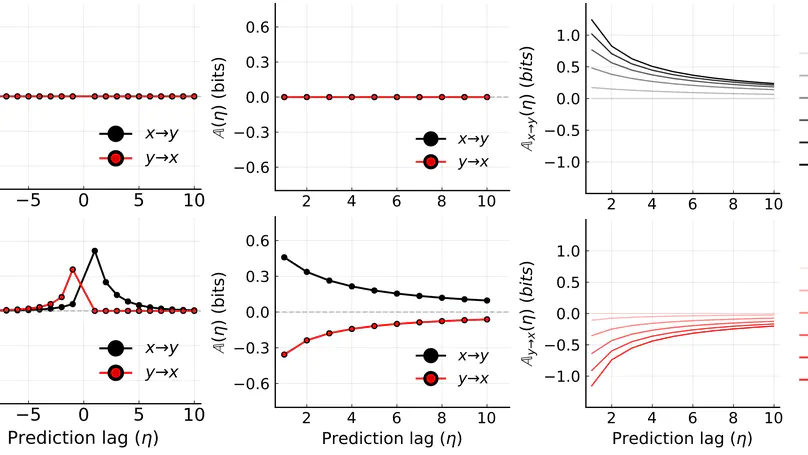 0.6
0.3
0.0
−0.3
−0.6
𝔸(η) (bits)
x→y
y→x
x→y
y→x
−5 0 5 10
2 4 6 8 10
1.0
0.5
0.0
−0.5
−1.0
𝔸x→y(η) (bits)
2 4 6 8 10
x→y
y→x
−5 0 5 10
Prediction lag (η)
0.6
0.3
0.0
−0.3
−0.6
𝔸(η) (bits)
x→y
y→x
2 4 6 8 10
Prediction lag (η)
1.0
0.5
0.0
−0.5
−1.0
𝔸y→x(η) (bits)
2 4 6 8 10
Prediction lag (η)